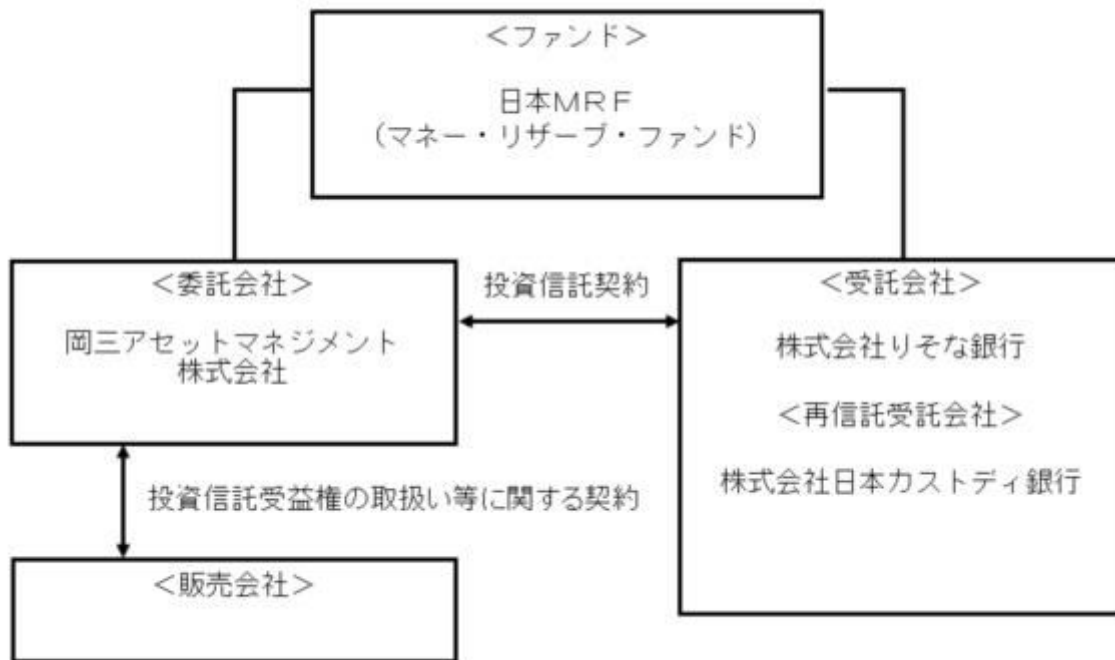 ＜ファンド＞
日本ＭＲＦ
（マネー・リザーブ・ファンド）
＜委託会社＞
岡三アセットマネジメント
株式会社
投資信託契約
＜受託会社＞
株式会社りそな銀行
＜再信託受託会社＞
株式会社日本カストディ銀行
投資信託受益権の取扱い等に関する契約
＜販売会社＞